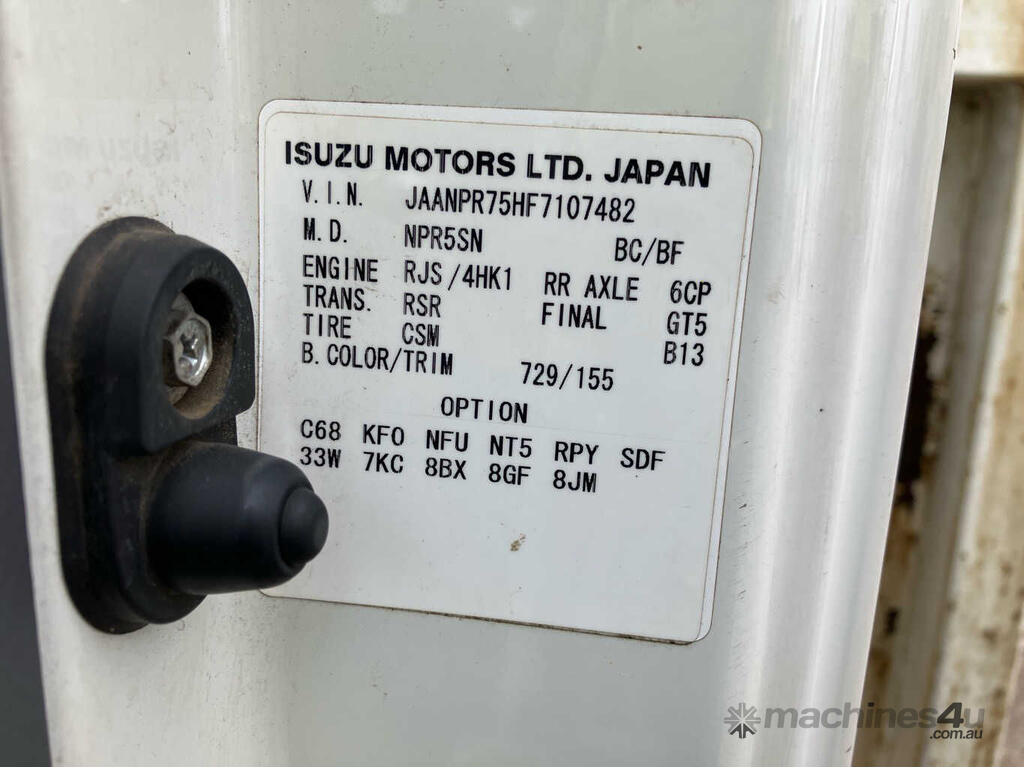 ISUZU MOTORS LTD. JAPAN
V.I.N. JAANPR75HF7107482
M.D. NPR5SN BC/BF
ENGINE RJS/4HK1 RR AXLE 6CP
TRANS. RSR FINAL GT5
TIRE CSM B13
B.COLOR/TRIM 729/155
OPTION
C68 KFO NFU NT5 RPY SDF
33W 7KC 8BX 8GF 8JM
machines4u
.com.au